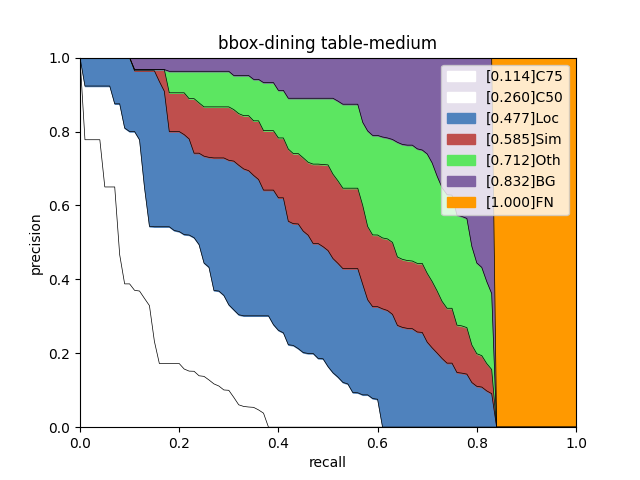 bbox-dining table-medium
1.0
0.8
0.6
0.4
0.2
0.0
precision
0.0
0.2
0.4
0.6
0.8
1.0
recall
[0.114]C75
[0.260]C50
[0.477]Loc
[0.585]Sim
[0.712]Oth
[0.832]BG
[1.000]FN